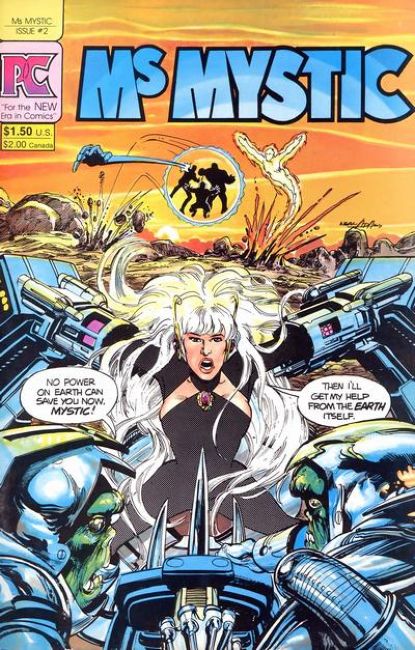 Ms MYSTIC
ISSUE #2
PC
"For the NEW
Era in Comics"
$1.50 U.S.
$2.00 Canada
Ms MYSTIC
NO POWER
ON EARTH CAN
SAVE YOU NOW,
MYSTIC!
THEN I'LL
GET MY HELP
FROM THE EARTH
ITSELF.